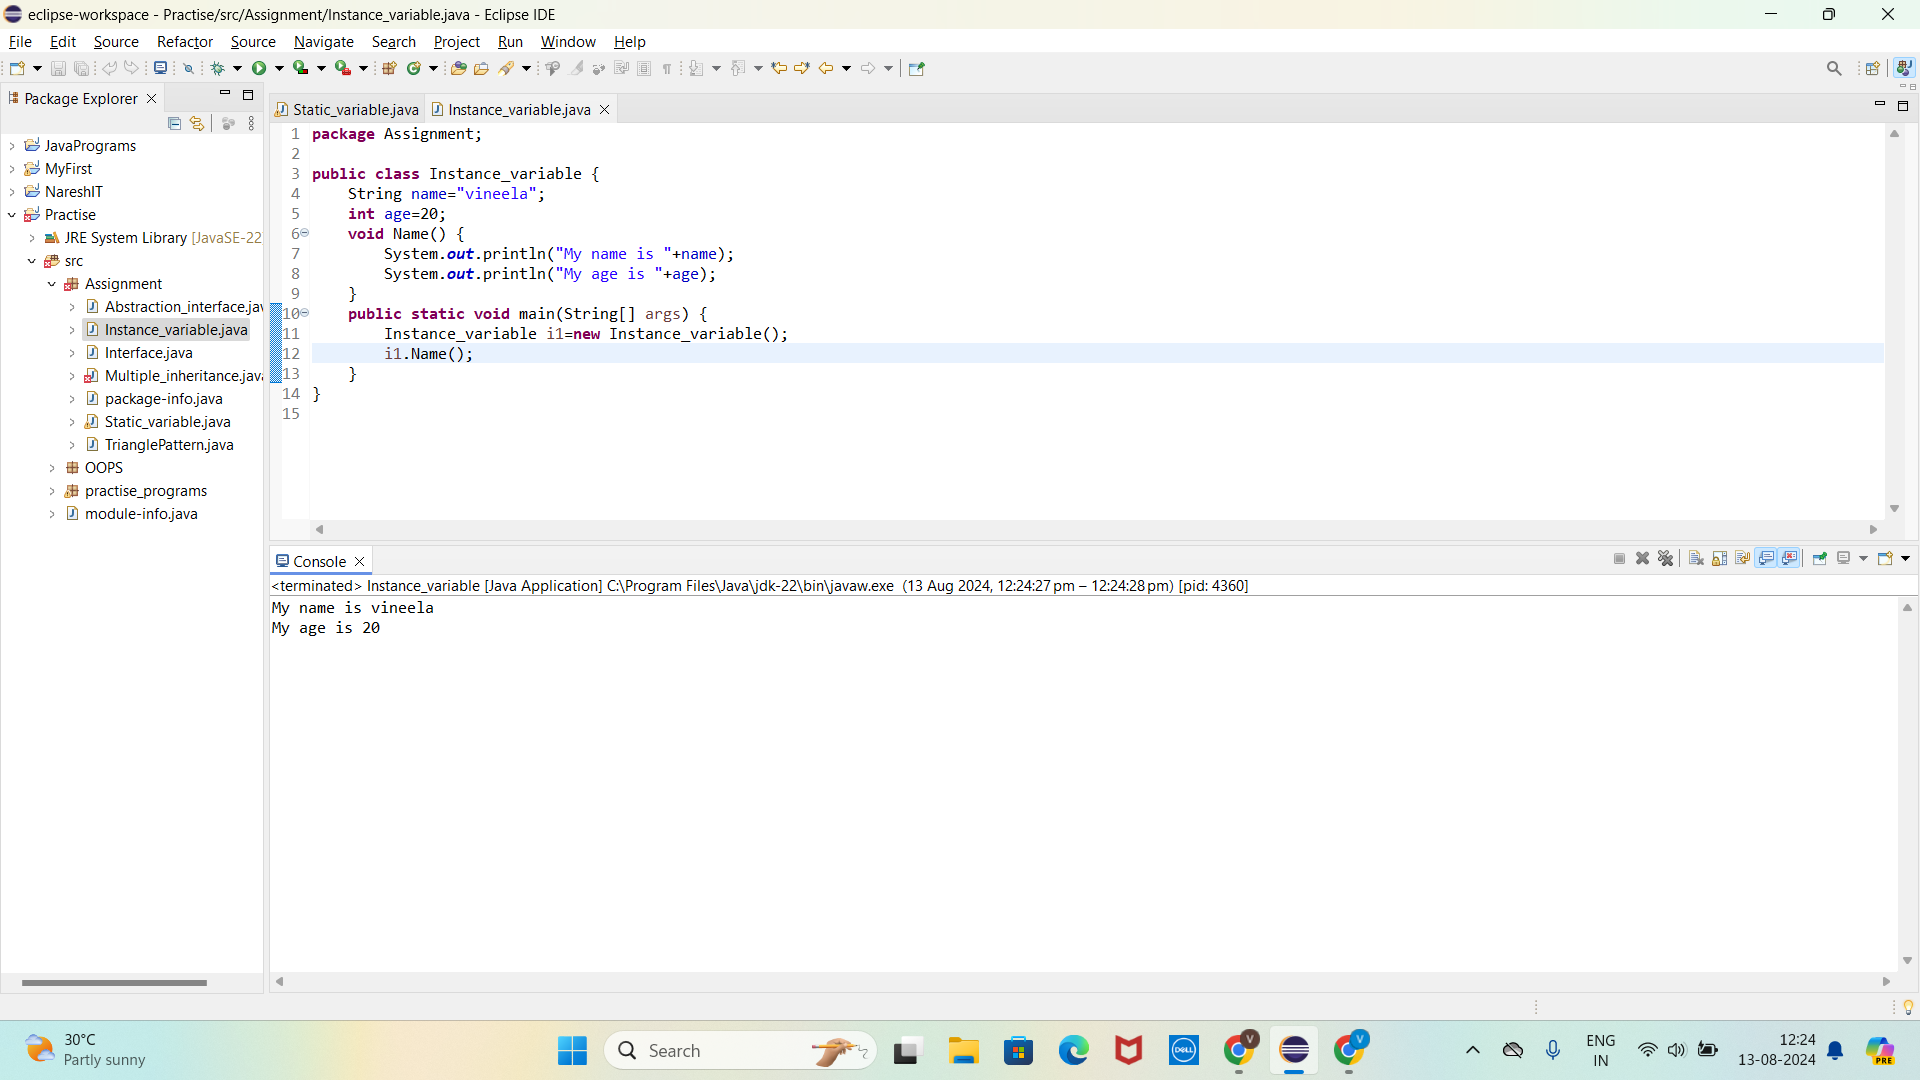 eclipse-workspace - Practise/src/Assignment/Instance_variable.java - Eclipse IDE
File Edit Source Refactor Source Navigate Search Project Run Window Help
Package Explorer
JavaPrograms
MyFirst
NareshIT
Practise
JRE System Library [JavaSE-22
src
Assignment
Abstraction_interface.jav
Instance_variable.java
Interface.java
Multiple_inheritance.java
package-info.java
Static_variable.java
TrianglePattern.java
OOPS
practise_programs
module-info.java
Static_variable.java Instance_variable.java
1 package Assignment;
2
3 public class Instance_variable {
4 String name="vineela";
5 int age=20;
6 void Name() {
7 System.out.println("My name is "+name);
8 System.out.println("My age is "+age);
9 }
10 public static void main(String[] args) {
11 Instance_variable i1=new Instance_variable();
12 i1.Name();
13 }
14 }
15
Console
<terminated> Instance_variable [Java Application] C:\Program Files\Java\jdk-22\bin\javaw.exe (13 Aug 2024, 12:24:27 pm – 12:24:28 pm) [pid: 4360]
My name is vineela
My age is 20
30°C
Partly sunny
Search
DELL
V
V
ENG
IN
12:24
13-08-2024
PRE